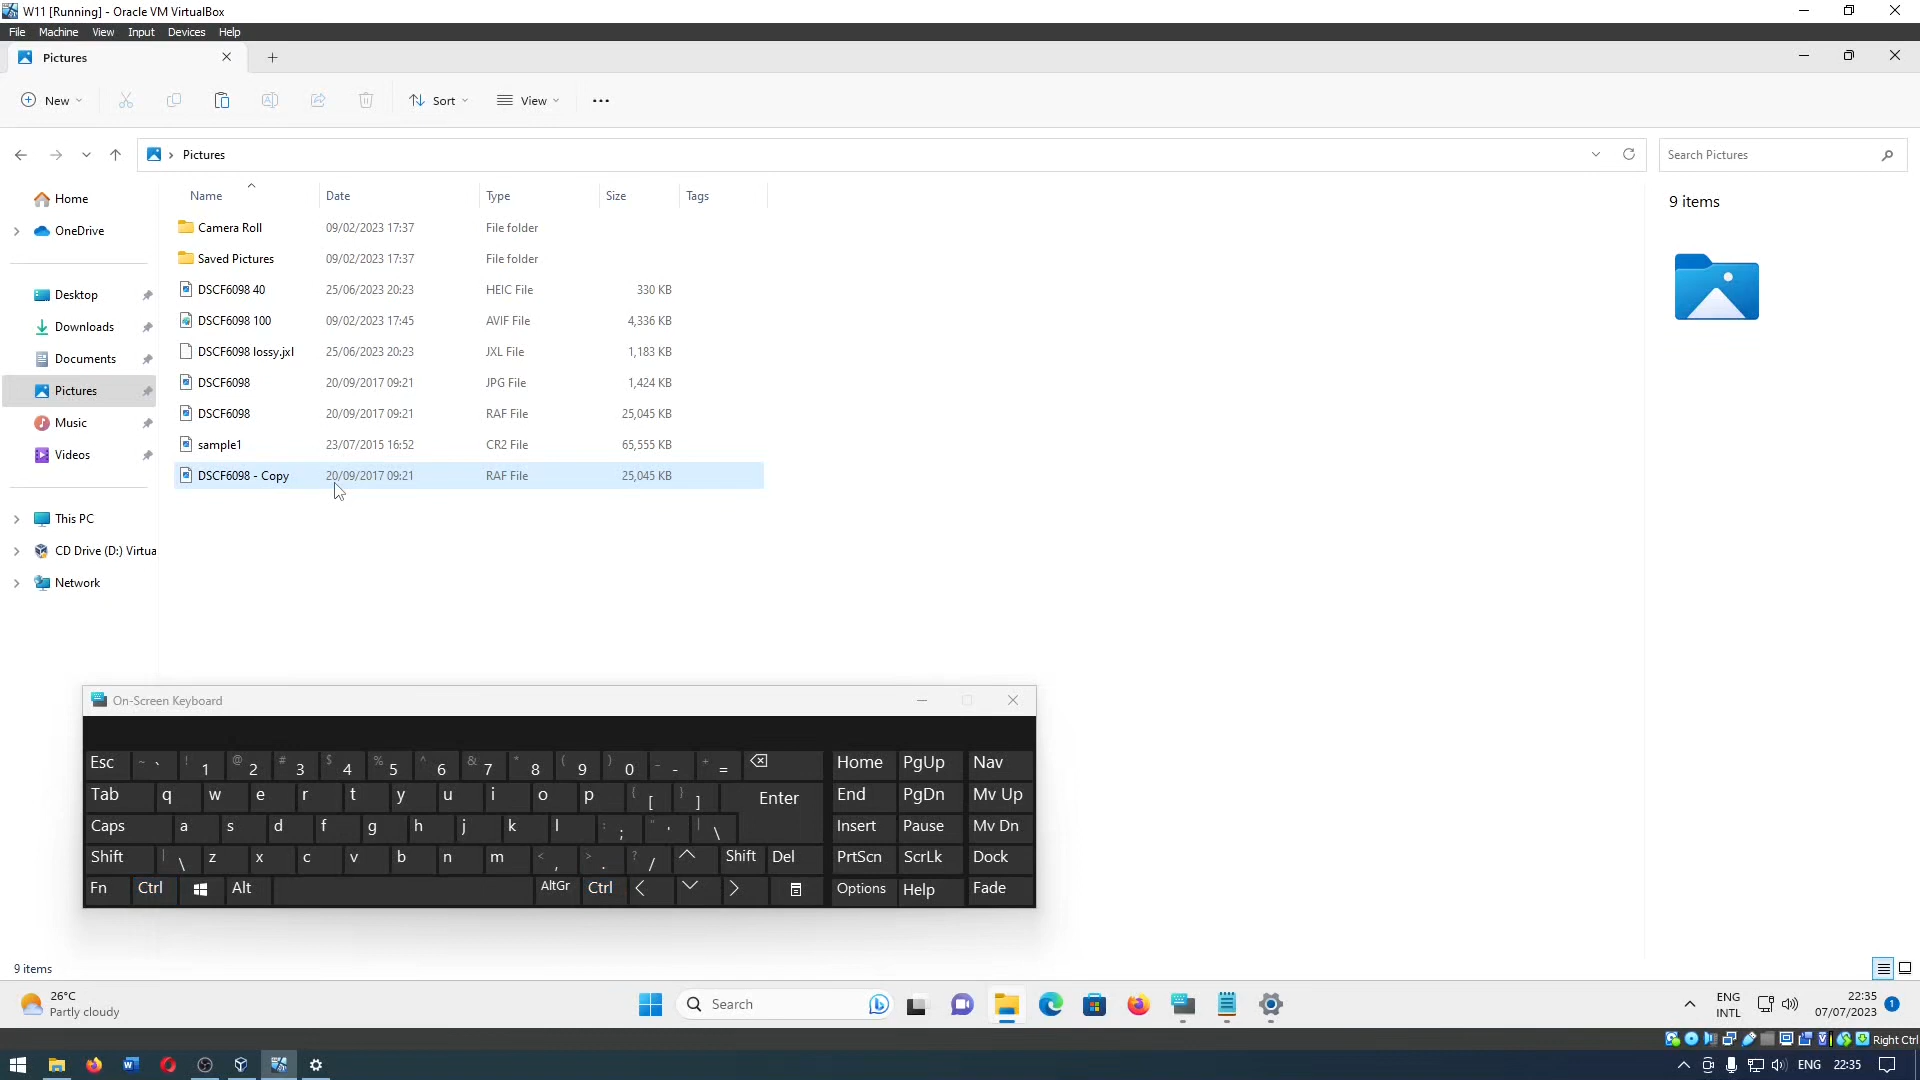 W11 [Running] - Oracle VM VirtualBox
File Machine View Input Devices Help
Pictures
New Sort View
Pictures
Search Pictures
Name Date Type Size Tags
Camera Roll 09/02/2023 17:37 File folder
Saved Pictures 09/02/2023 17:37 File folder
DSCF6098 40 25/06/2023 20:23 HEIC File 330 KB
DSCF6098 100 09/02/2023 17:45 AVIF File 4,336 KB
DSCF6098 lossy.jxl 25/06/2023 20:23 JXL File 1,183 KB
DSCF6098 20/09/2017 09:21 JPG File 1,424 KB
DSCF6098 20/09/2017 09:21 RAF File 25,045 KB
sample1 23/07/2015 16:52 CR2 File 65,555 KB
DSCF6098 - Copy 20/09/2017 09:21 RAF File 25,045 KB
Home
OneDrive
Desktop
Downloads
Documents
Pictures
Music
Videos
This PC
CD Drive (D:) Virtua
Network
9 items
On-Screen Keyboard
Esc ~ ` ! 1 @ 2 # 3 $ 4 % 5 ^ 6 & 7 * 8 ( 9 ) 0 _ - + = Home PgUp Nav
Tab q w e r t y u i o p { [ } ] Enter End PgDn Mv Up
Caps a s d f g h j k l : ; " ' | \ Insert Pause Mv Dn
Shift | \ z x c v b n m < , > . ? / Shift Del PrtScn ScrLk Dock
Fn Ctrl Alt AltGr Ctrl Options Help Fade
9 items
26°C
Partly cloudy
Search
ENG
INTL
22:35
07/07/2023
1
Right Ctrl
ENG 22:35